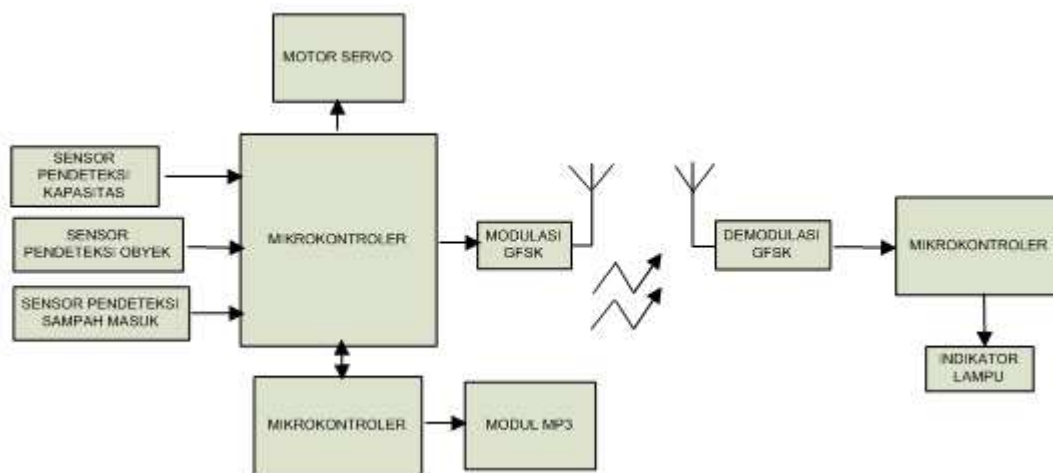 MOTOR SERVO
SENSOR
PENDETEKSI
KAPASITAS
SENSOR
PENDETEKSI OBYEK
SENSOR PENDETEKSI
SAMPAH MASUK
MIKROKONTROLER
MODULASI
GFSK
DEMODULASI
GFSK
MIKROKONTROLER
INDIKATOR
LAMPU
MIKROKONTROLER
MODUL MP3